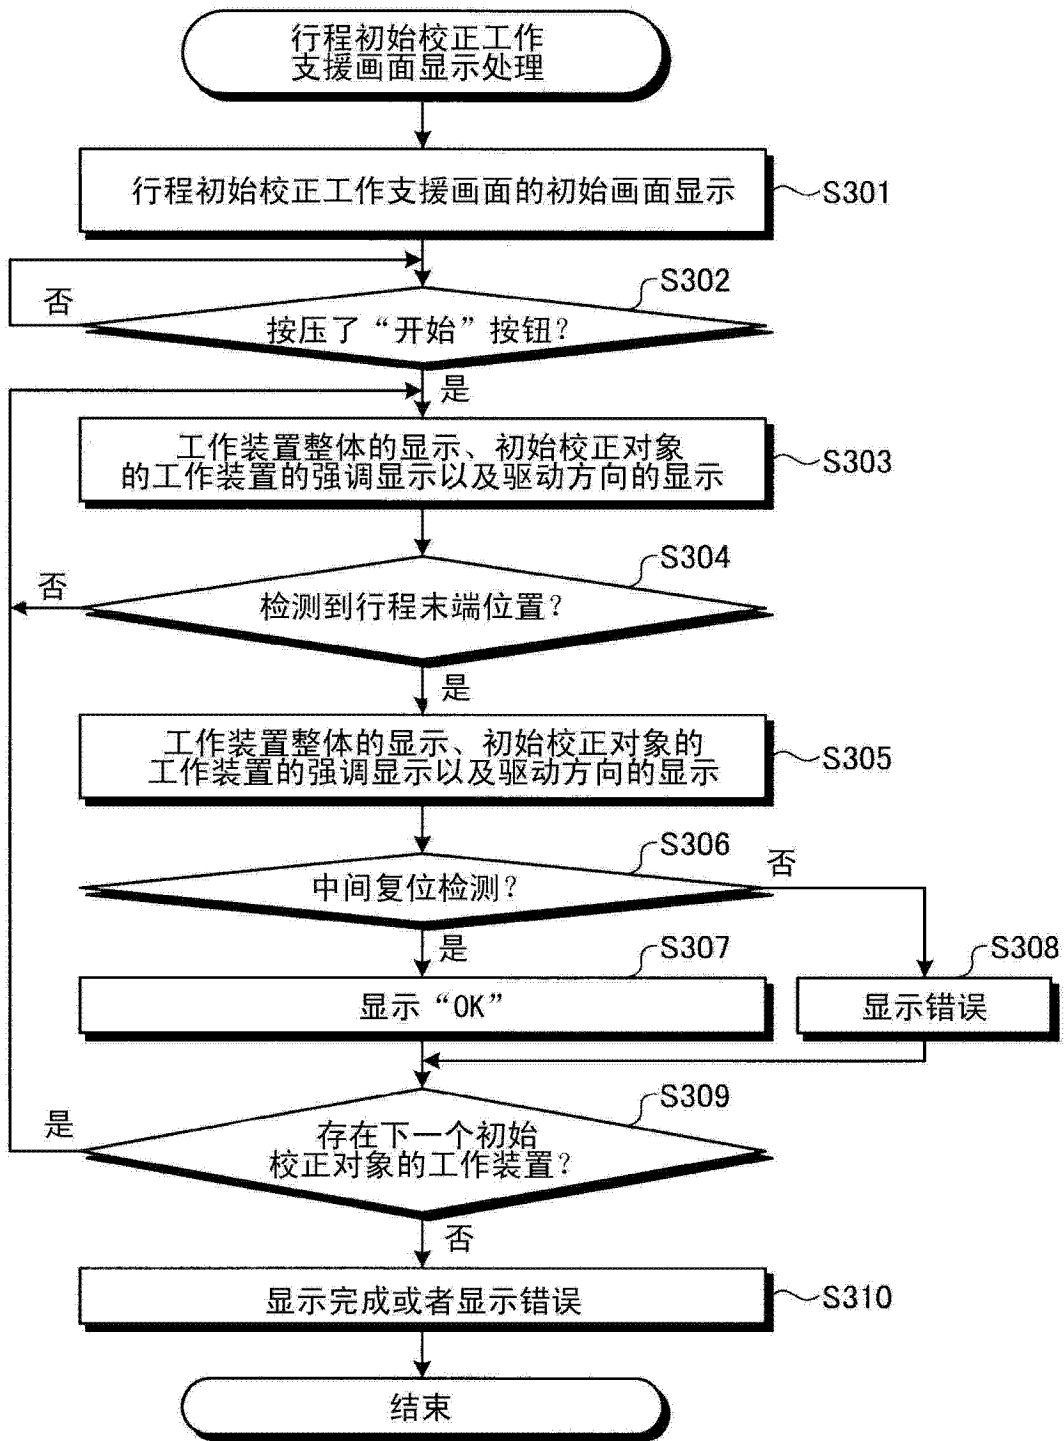 行程初始校正工作
支援画面显示处理
行程初始校正工作支援画面的初始画面显示
S301
S302
否
按压了“开始”按钮?
是
工作装置整体的显示、初始校正对象
的工作装置的强调显示以及驱动方向的显示
S303
S304
否
检测到行程末端位置?
是
工作装置整体的显示、初始校正对象的
工作装置的强调显示以及驱动方向的显示
S305
S306
否
中间复位检测?
是
S307
S308
显示“OK”
显示错误
S309
是
存在下一个初始
校正对象的工作装置?
否
显示完成或者显示错误
S310
结束